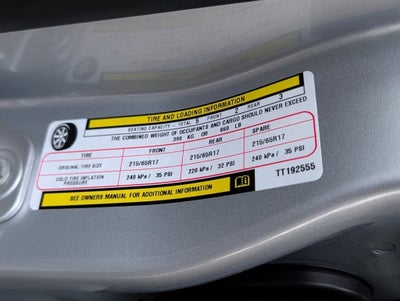 TIRE AND LOADING INFORMATION
SEATING CAPACITY - TOTAL 5 FRONT 2 REAR 3
THE COMBINED WEIGHT OF OCCUPANTS AND CARGO SHOULD NEVER EXCEED
390 KG OR 860 LB
TIRE FRONT REAR SPARE
ORIGINAL TIRE SIZE 215/65R17 215/65R17 215/65R17
COLD TIRE INFLATION PRESSURE 240 kPa / 35 PSI 220 kPa / 32 PSI 240 kPa / 35 PSI
SEE OWNERS MANUAL FOR ADDITIONAL INFORMATION
TT192555